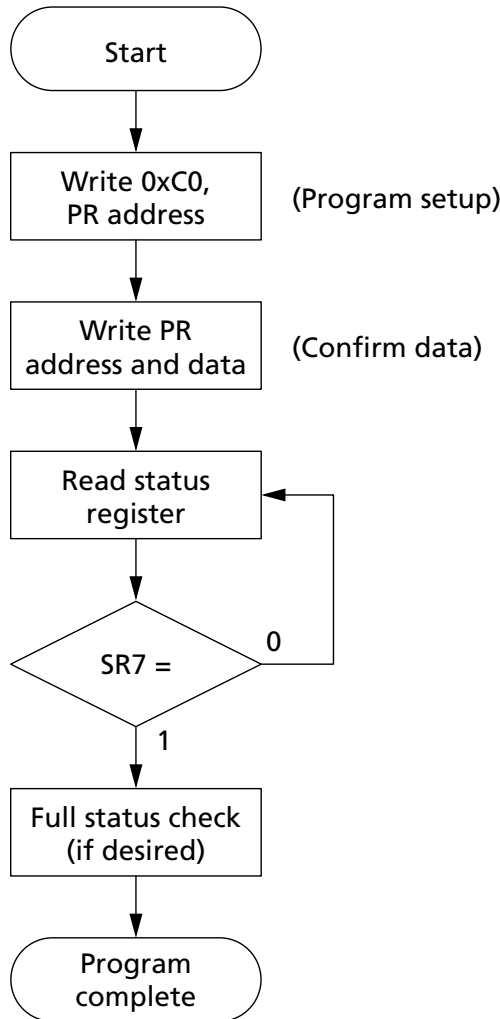 Start
Write 0xC0,
PR address
(Program setup)
Write PR
address and data
(Confirm data)
Read status
register
SR7 =
0
1
Full status check
(if desired)
Program
complete